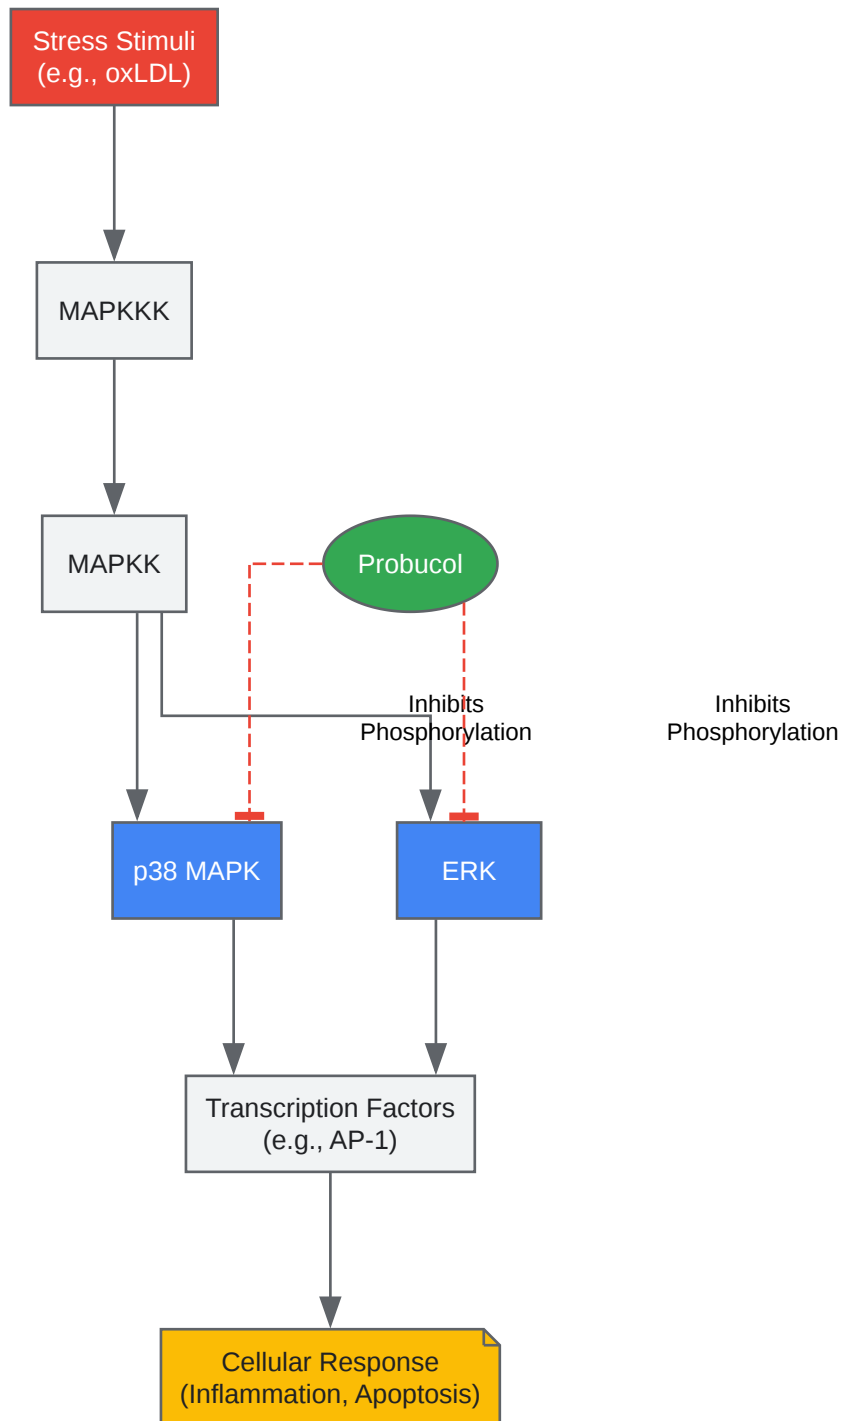 Stress Stimuli
(e.g., oxLDL)
MAPKKK
MAPKK
Probucol
Inhibits
Phosphorylation
Inhibits
Phosphorylation
p38 MAPK
ERK
Transcription Factors
(e.g., AP-1)
Cellular Response
(Inflammation, Apoptosis)